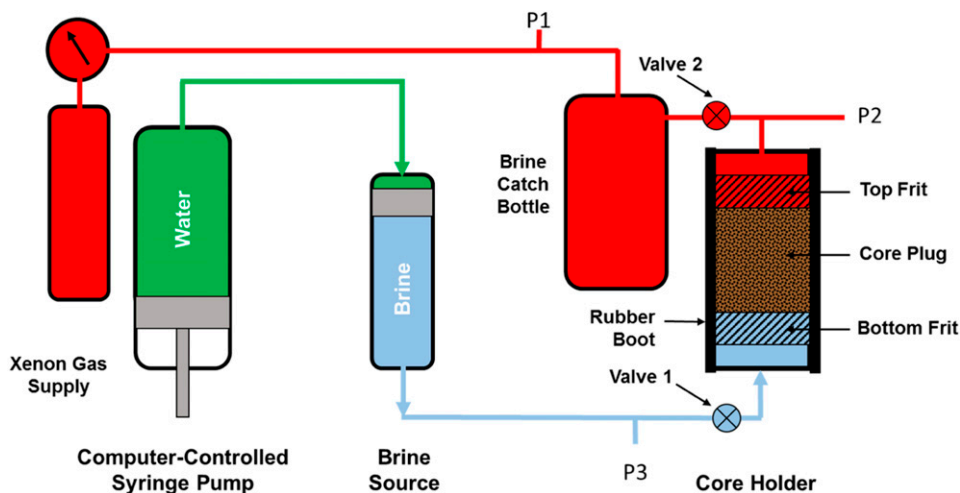 P1
Valve 2
P2
Brine
Catch
Bottle
Top Frit
Water
Core Plug
Brine
Rubber
Boot
Bottom Frit
Xenon Gas
Supply
Valve 1
Computer-Controlled
Syringe Pump
Brine
Source
P3
Core Holder